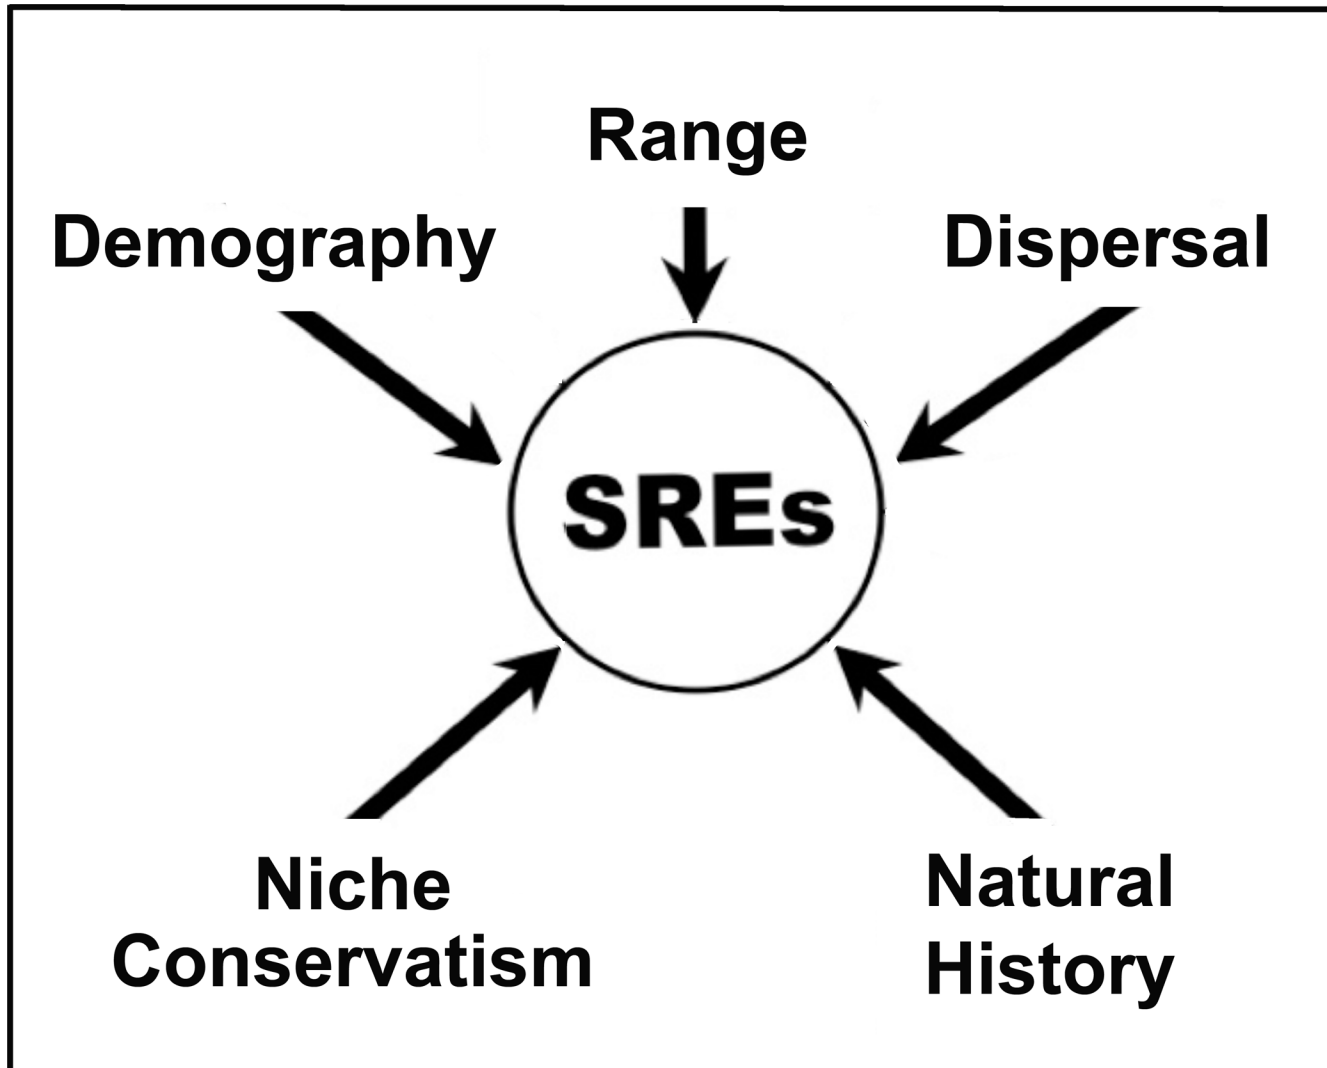 Range
Demography
Dispersal
SREs
Niche
Conservatism
Natural
History